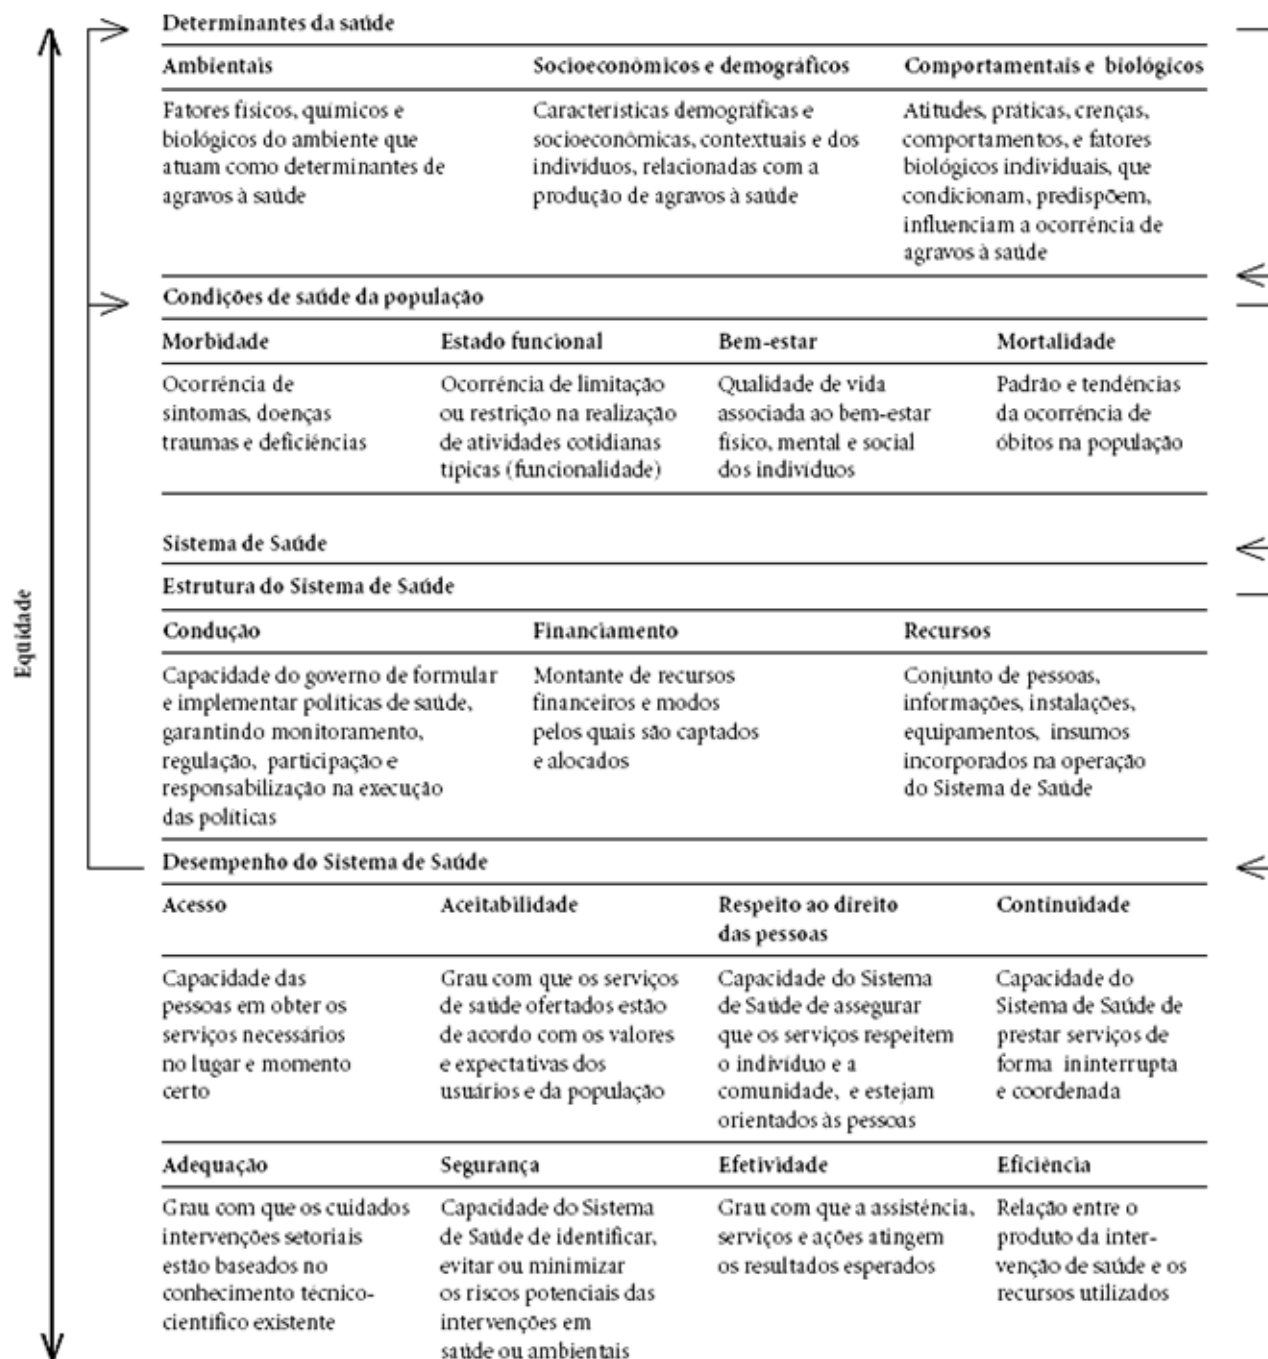 Eqüidade
Determinantes da saúde
Ambientais
Fatores físicos, químicos e
biológicos do ambiente que
atuam como determinantes de
agravos à saúde
Socioeconômicos e demográficos
Características demográficas e
socioeconômicas, contextuais e dos
indivíduos, relacionadas com a
produção de agravos à saúde
Comportamentais e biológicos
Atitudes, práticas, crenças,
comportamentos, e fatores
biológicos individuais, que
condicionam, predispõem,
influenciam a ocorrência de
agravos à saúde
Condições de saúde da população
Morbidade
Ocorrência de
sintomas, doenças
traumas e deficiências
Estado funcional
Ocorrência de limitação
ou restrição na realização
de atividades cotidianas
típicas (funcionalidade)
Bem-estar
Qualidade de vida
associada ao bem-estar
físico, mental e social
dos indivíduos
Mortalidade
Padrão e tendências
da ocorrência de
óbitos na população
Sistema de Saúde
Estrutura do Sistema de Saúde
Condução
Capacidade do governo de formular
e implementar políticas de saúde,
garantindo monitoramento,
regulação, participação e
responsabilização na execução
das políticas
Financiamento
Montante de recursos
financeiros e modos
pelos quais são captados
e alocados
Recursos
Conjunto de pessoas,
informações, instalações,
equipamentos, insumos
incorporados na operação
do Sistema de Saúde
Desempenho do Sistema de Saúde
Acesso
Capacidade das
pessoas em obter os
serviços necessários
no lugar e momento
certo
Aceitabilidade
Grau com que os serviços
de saúde ofertados estão
de acordo com os valores
e expectativas dos
usuários e da população
Respeito ao direito
das pessoas
Capacidade do Sistema
de Saúde de assegurar
que os serviços respeitem
o indivíduo e a
comunidade, e estejam
orientados às pessoas
Continuidade
Capacidade do
Sistema de Saúde de
prestar serviços de
forma ininterrupta
e coordenada
Adequação
Grau com que os cuidados
intervenções setoriais
estão baseados no
conhecimento técnico-
científico existente
Segurança
Capacidade do Sistema
de Saúde de identificar,
evitar ou minimizar
os riscos potenciais das
intervenções em
saúde ou ambientais
Efetividade
Grau com que a assistência,
serviços e ações atingem
os resultados esperados
Eficiência
Relação entre o
produto da inter-
venção de saúde e os
recursos utilizados